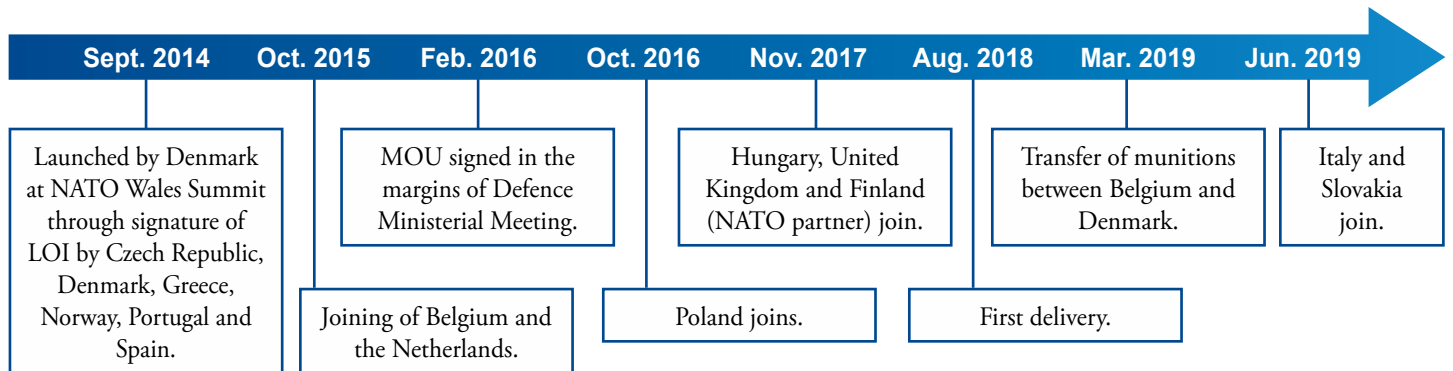 Sept. 2014 Oct. 2015 Feb. 2016 Oct. 2016 Nov. 2017 Aug. 2018 Mar. 2019 Jun. 2019
Launched by Denmark
at NATO Wales Summit
through signature of
LOI by Czech Republic,
Denmark, Greece,
Norway, Portugal and
Spain.
Joining of Belgium and
the Netherlands.
MOU signed in the
margins of Defence
Ministerial Meeting.
Poland joins.
Hungary, United
Kingdom and Finland
(NATO partner) join.
First delivery.
Transfer of munitions
between Belgium and
Denmark.
Italy and
Slovakia
join.